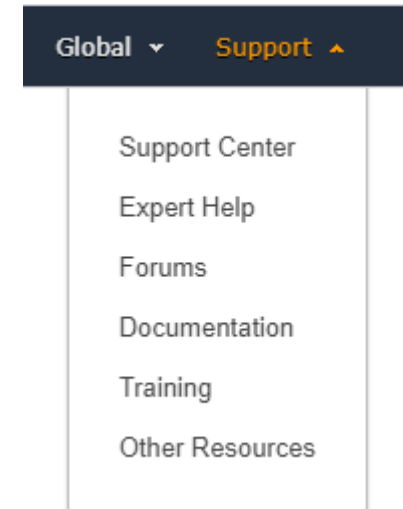 Global Support
Support Center
Expert Help
Forums
Documentation
Training
Other Resources